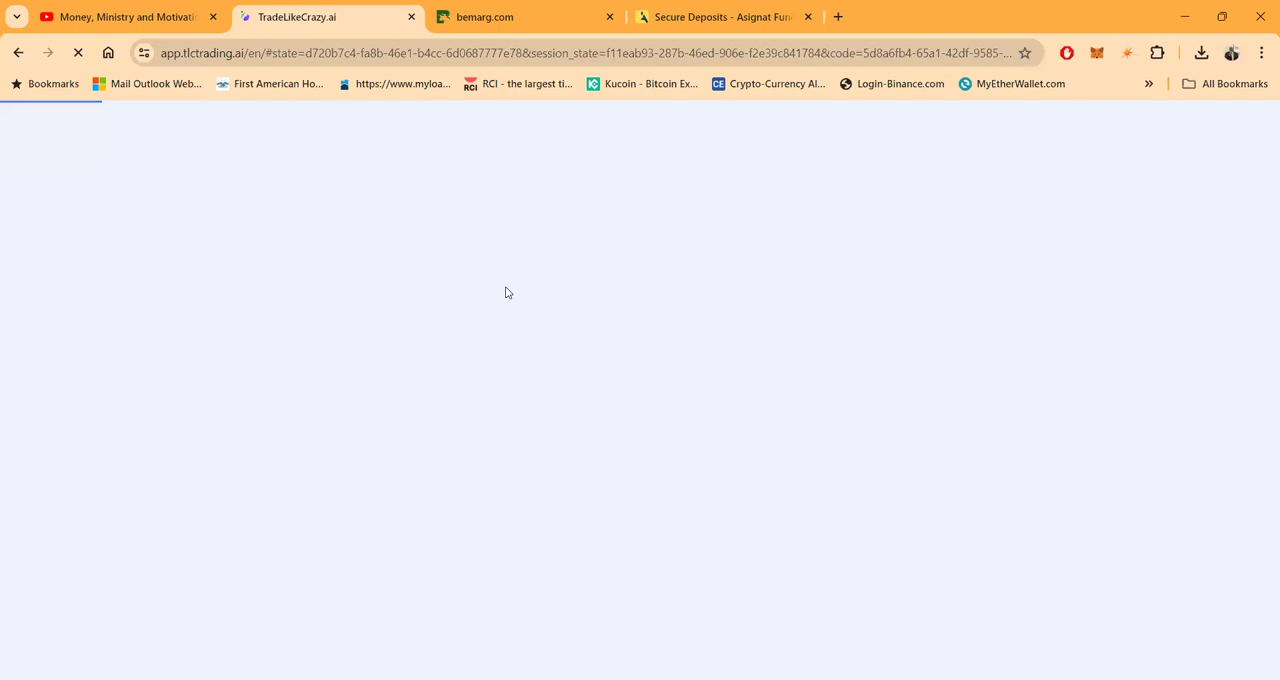 Money, Ministry and Motivatic
TradeLikeCrazy.ai
bemarg.com
Secure Deposits - Asignat Fun
app.tlctrading.ai/en/#state=d720b7c4-fa8b-46e1-b4cc-6d0687777e78&session_state=f11eab93-287b-46ed-906e-f2e39c841784&code=5d8a6fb4-65a1-42df-9585-...
Bookmarks
Mail Outlook Web...
First American Ho...
https://www.myloa...
RCI
RCI - the largest ti...
Kucoin - Bitcoin Ex...
CE
Crypto-Currency Al...
Login-Binance.com
MyEtherWallet.com
»
All Bookmarks